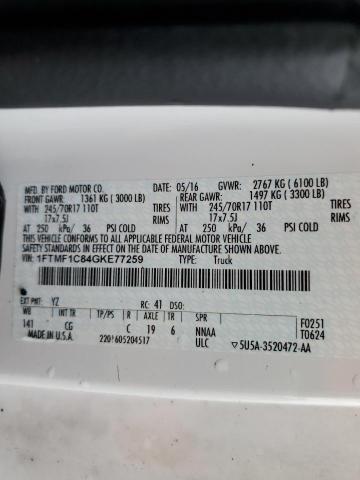 MFD. BY FORD MOTOR CO.
DATE: 05/16 GVWR: 2767 KG ( 6100 LB)
FRONT GAWR: 1361 KG ( 3000 LB) REAR GAWR: 1497 KG (3300 LB)
WITH 245/70R17 110T TIRES WITH 245/70R17 110T
17x7.5J RIMS 17x7.5J TIRES RIMS
AT 250 kPa/ 36 PSI COLD AT 250 kPa/ 36 PSI COLD
THIS VEHICLE CONFORMS TO ALL APPLICABLE FEDERAL MOTOR VEHICLE
SAFETY STANDARDS IN EFFECT ON THE DATE OF MANUFACTURE SHOWN ABOVE.
VIN: 1FTMF1C84GKE77259 TYPE: Truck
EXT PNT: YZ RC: 41 DSO:
WB INT TR TP/PS R AXLE TR SPR
141 CG C 19 6 NNAA F0251
MADE IN U.S.A. ULC T0624
220160520451? 5U5A-3520472-AA